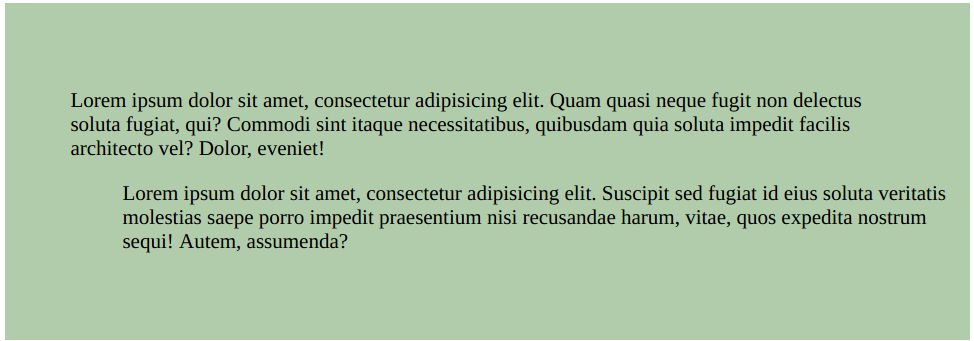 Lorem ipsum dolor sit amet, consectetur adipisicing elit. Quam quasi neque fugit non delectus
soluta fugiat, qui? Commodi sint itaque necessitatibus, quibusdam quia soluta impedit facilis
architecto vel? Dolor, eveniet!
Lorem ipsum dolor sit amet, consectetur adipisicing elit. Suscipit sed fugiat id eius soluta veritatis
molestias saepe porro impedit praesentium nisi recusandae harum, vitae, quos expedita nostrum
sequi! Autem, assumenda?